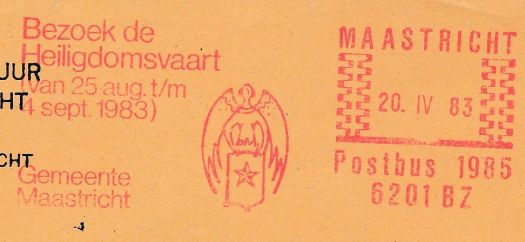 Bezoek de
Heiligdomsvaart
(van 25 aug. t/m
4 sept. 1983)
Gemeente
Maastricht
UUR
HT
CHT
MAASTRICHT
20. IV 83
Postbus 1985
6201 BZ